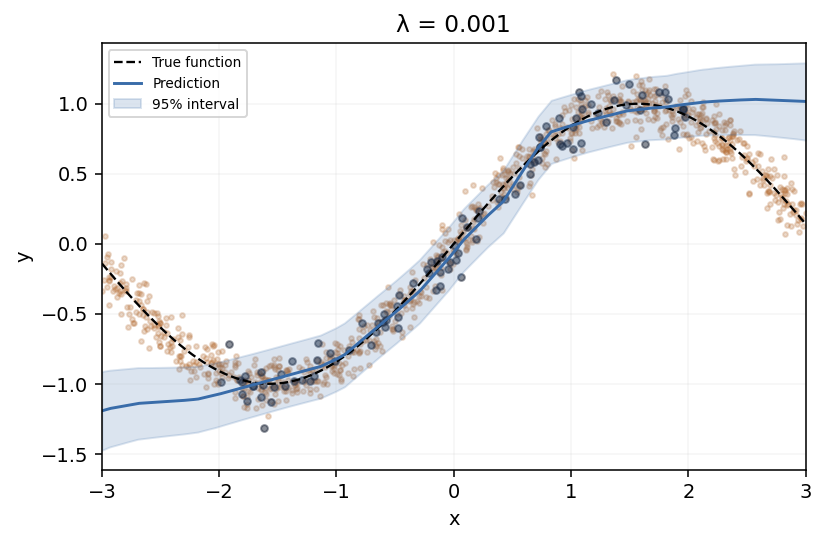 λ = 0.001
True function
Prediction
95% interval
y
1.0
0.5
0.0
−0.5
−1.0
−1.5
−3 −2 −1 0 1 2 3
x